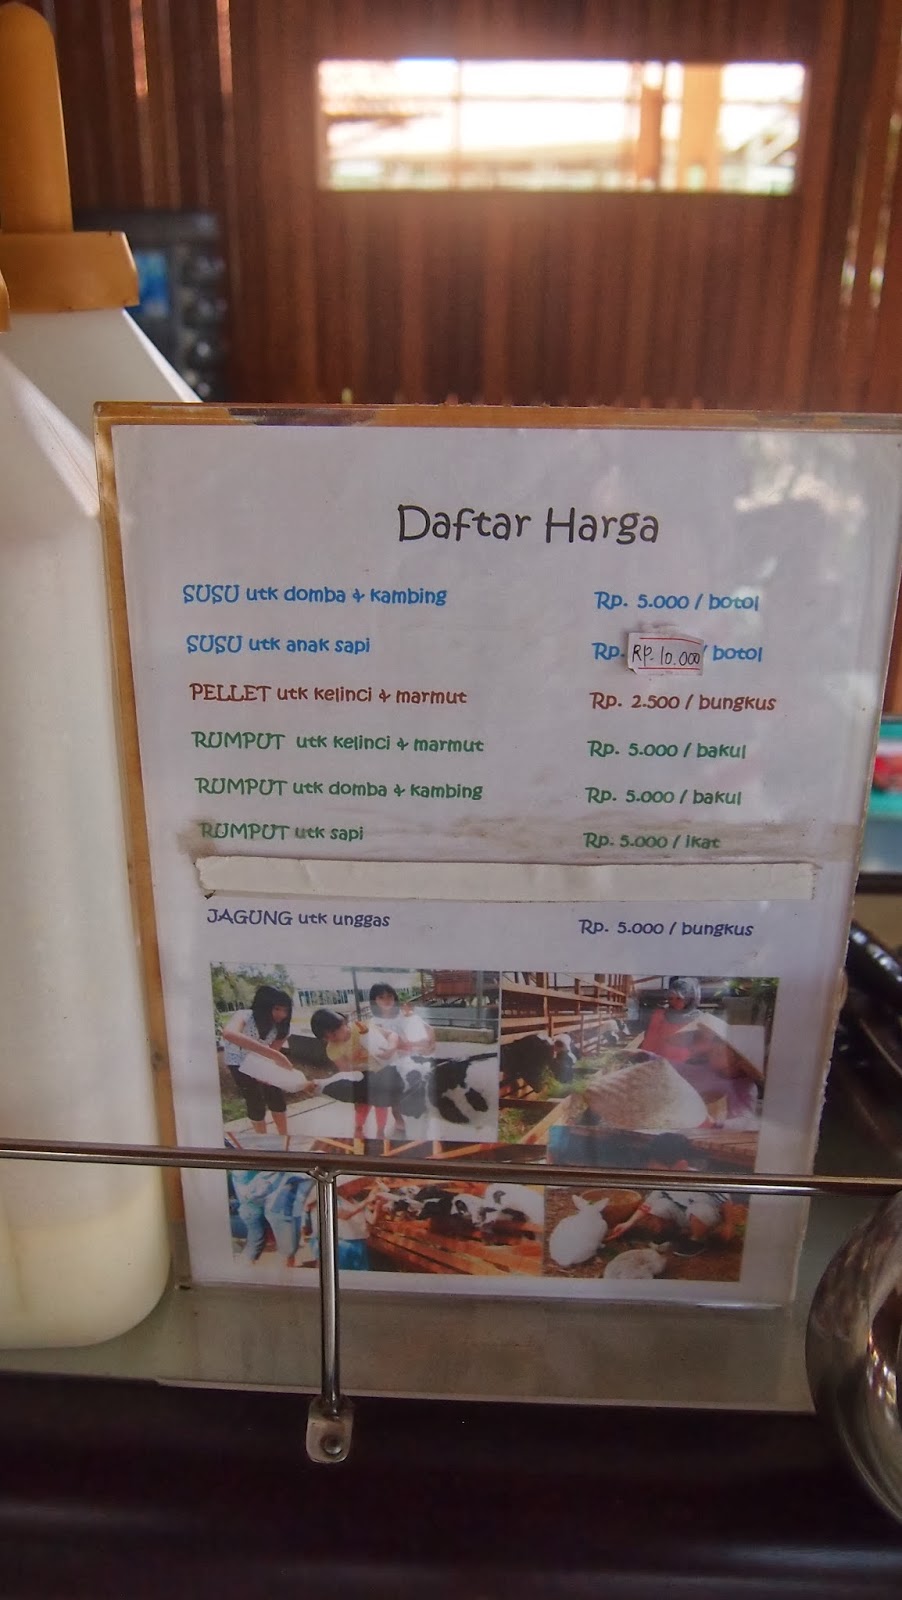 Daftar Harga
SUSU utk domba & kambing Rp. 5.000 / botol
SUSU utk anak sapi Rp. RP. 10.000 / botol
PELLET utk kelinci & marmut Rp. 2.500 / bungkus
RUMPUT utk kelinci & marmut Rp. 5.000 / bakul
RUMPUT utk domba & kambing Rp. 5.000 / bakul
RUMPUT utk sapi Rp. 5.000 / ikat
JAGUNG utk unggas Rp. 5.000 / bungkus